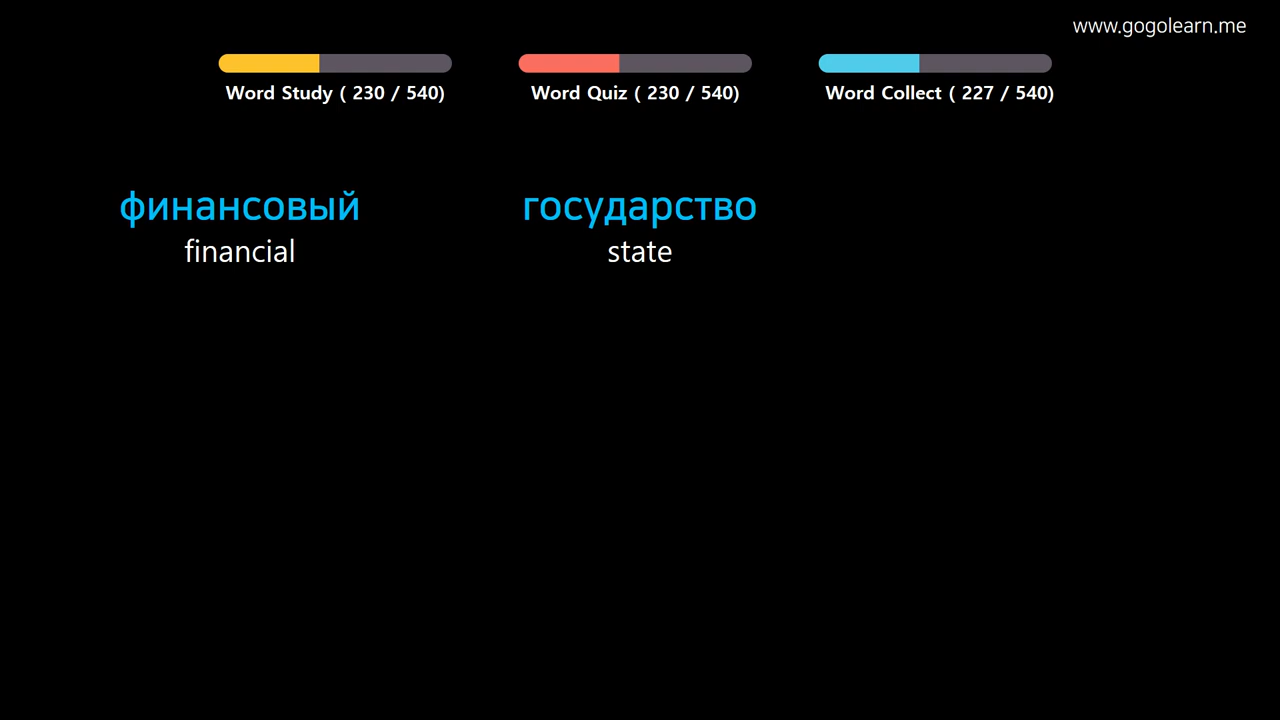 www.gogolearn.me
Word Study ( 230 / 540)
Word Quiz ( 230 / 540)
Word Collect ( 227 / 540)
финансовый
financial
государство
state